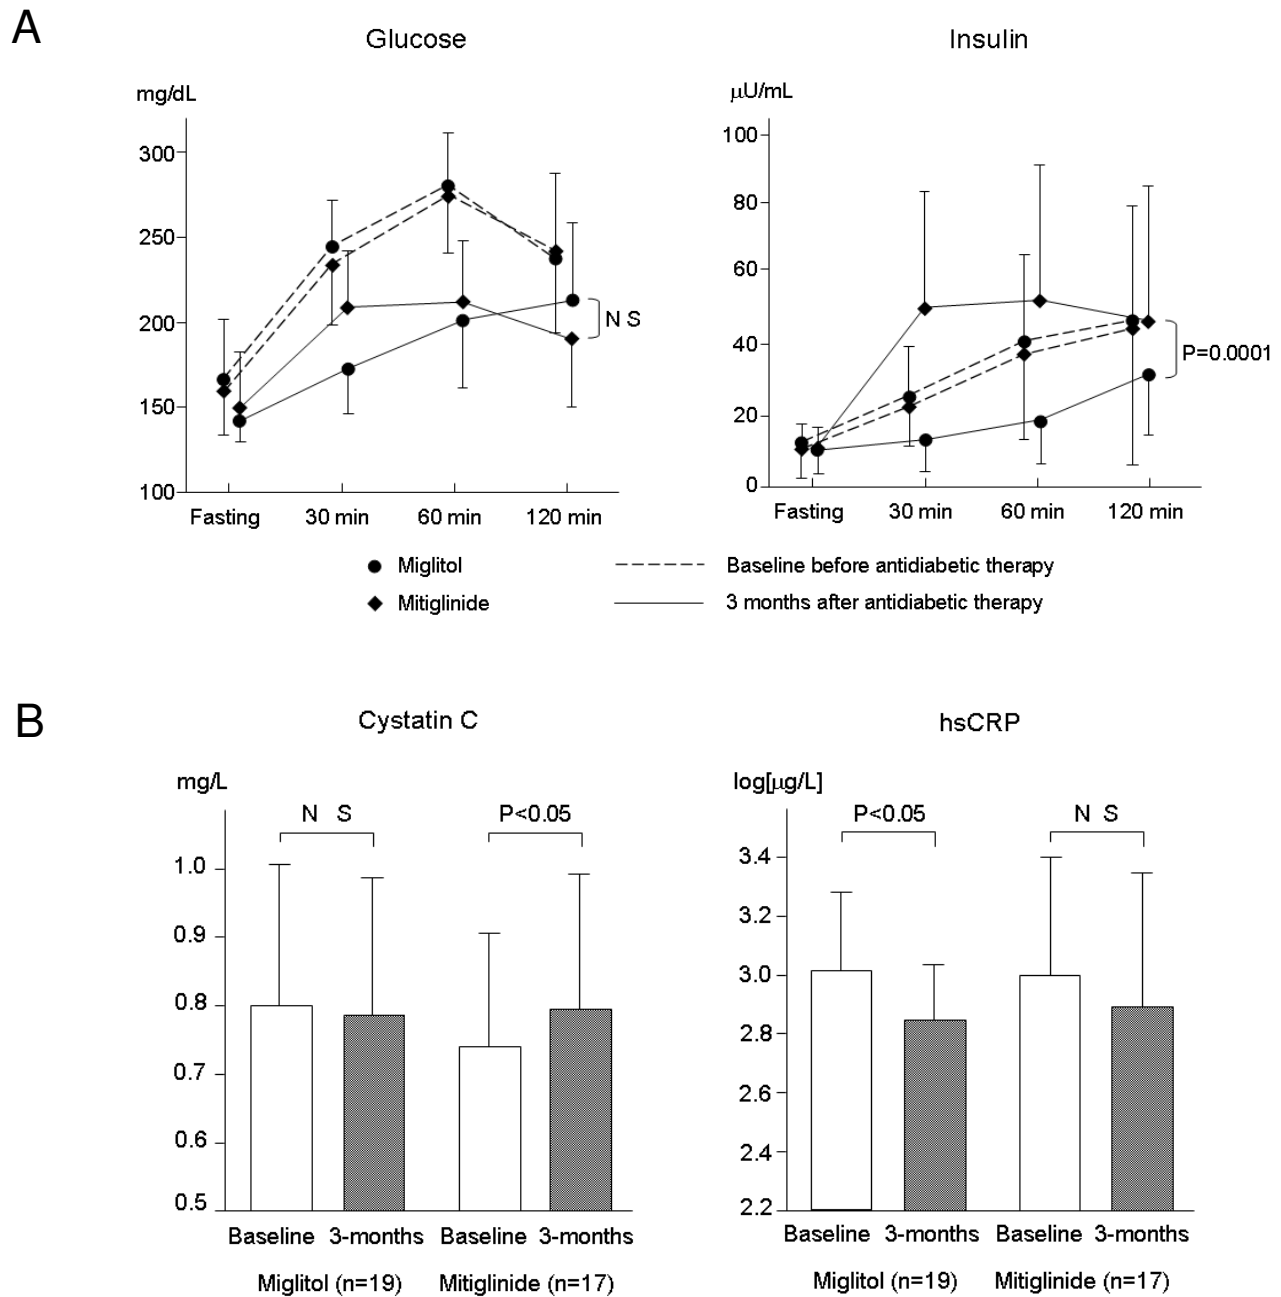 A
Glucose
Insulin
mg/dL
μU/mL
300
250
200
150
100
N S
Fasting
30 min
60 min
120 min
100
80
60
40
20
0
P=0.0001
Fasting
30 min
60 min
120 min
Miglitol
Baseline before antidiabetic therapy
Mitiglinide
3 months after antidiabetic therapy
B
Cystatin C
hsCRP
mg/L
N S
P<0.05
1.0
0.9
0.8
0.7
0.6
0.5
Baseline 3-months Baseline 3-months
Miglitol (n=19) Mitiglinide (n=17)
log[μg/L]
P<0.05
N S
3.4
3.2
3.0
2.8
2.6
2.4
2.2
Baseline 3-months Baseline 3-months
Miglitol (n=19) Mitiglinide (n=17)